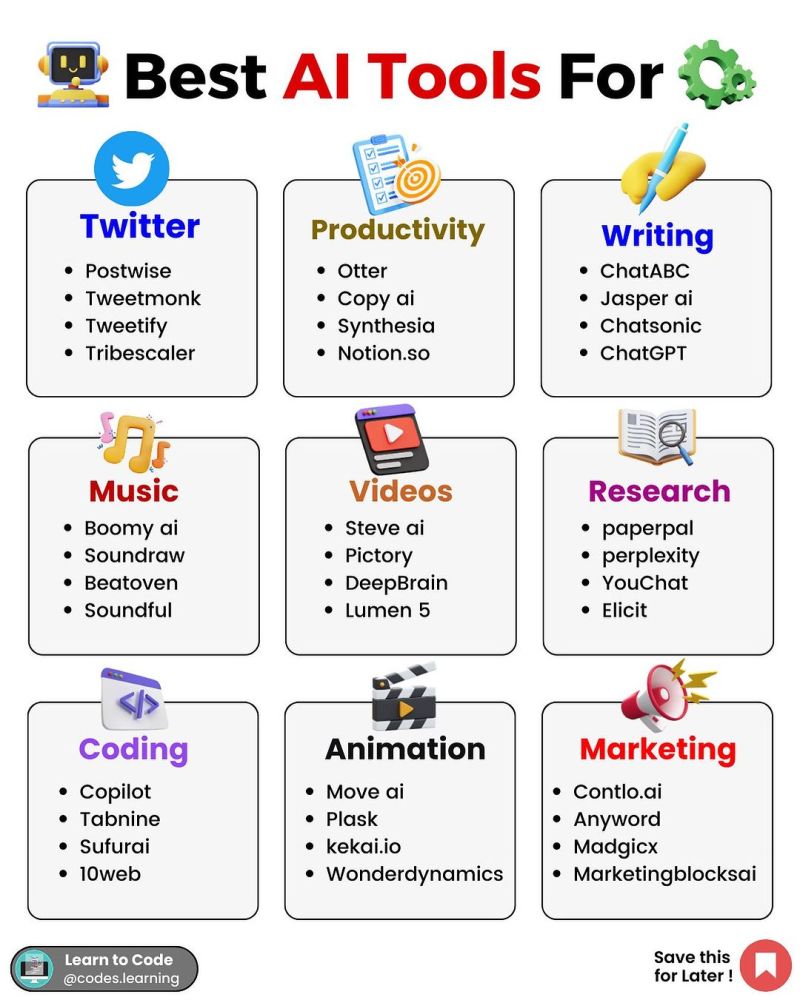 Best AI Tools For
Twitter
• Postwise
• Tweetmonk
• Tweetify
• Tribescaler
Productivity
• Otter
• Copy ai
• Synthesia
• Notion.so
Writing
• ChatABC
• Jasper ai
• Chatsonic
• ChatGPT
Music
• Boomy ai
• Soundraw
• Beatoven
• Soundful
Videos
• Steve ai
• Pictory
• DeepBrain
• Lumen 5
Research
• paperpal
• perplexity
• YouChat
• Elicit
Coding
• Copilot
• Tabnine
• Sufurai
• 10web
Animation
• Move ai
• Plask
• kekai.io
• Wonderdynamics
Marketing
• Contlo.ai
• Anyword
• Madgicx
• Marketingblocksai
Learn to Code
@codes.learning
Save this
for Later !